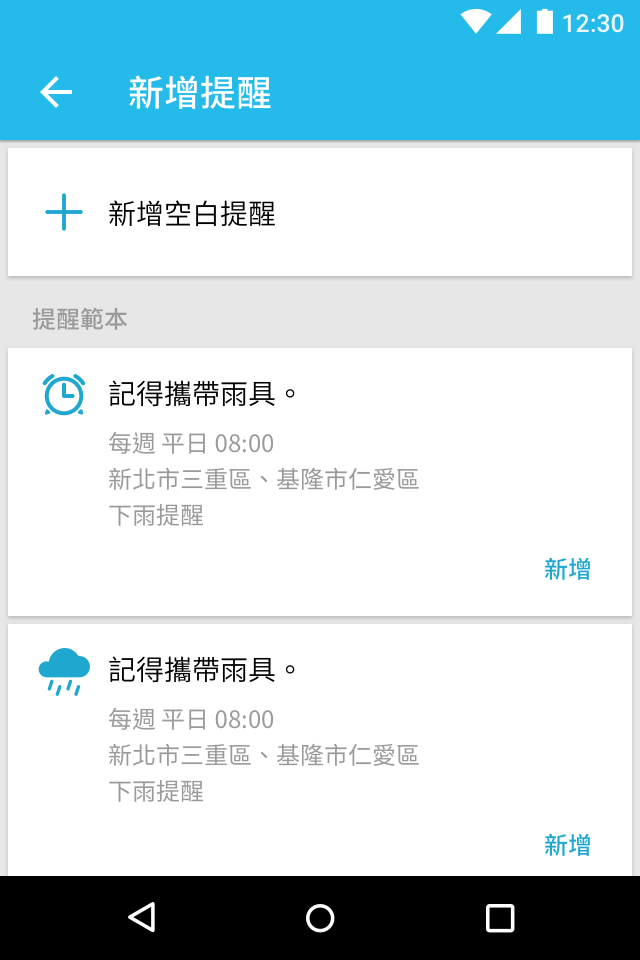 12:30
新增提醒
新增空白提醒
提醒範本
記得攜帶雨具。
每週 平日 08:00
新北市三重區、基隆市仁愛區
下雨提醒
新增
記得攜帶雨具。
每週 平日 08:00
新北市三重區、基隆市仁愛區
下雨提醒
新增